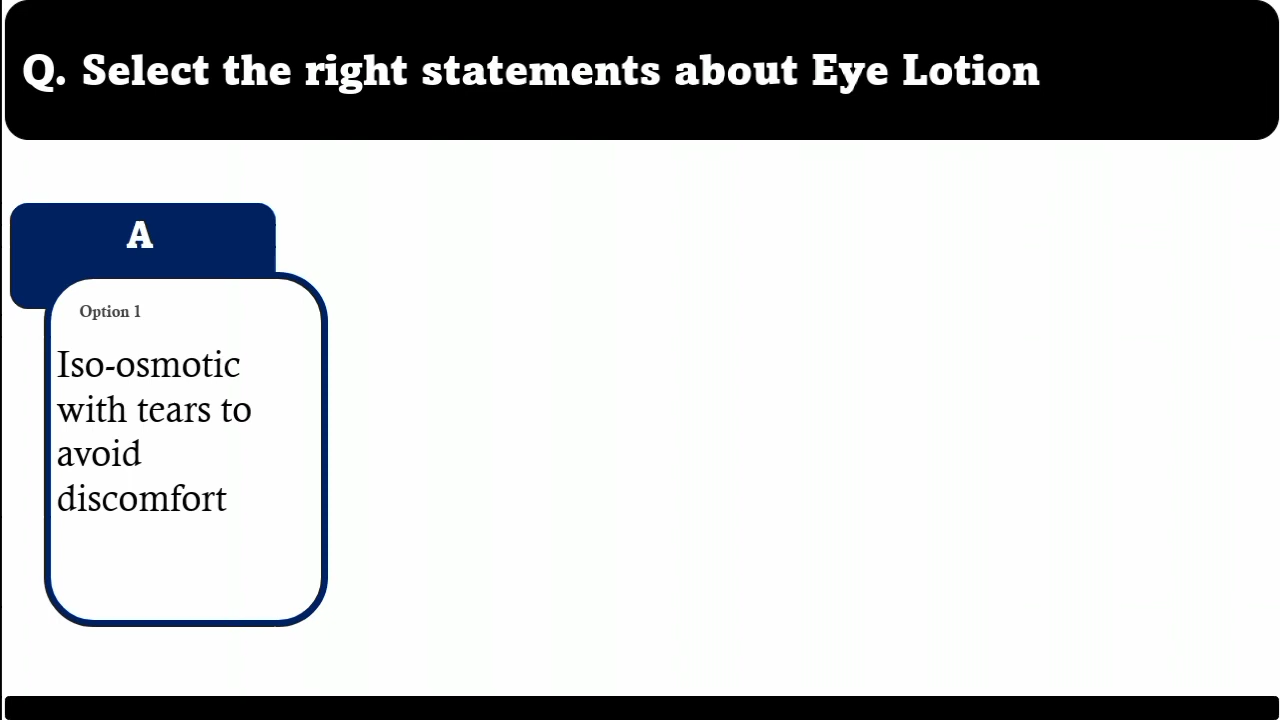 Q. Select the right statements about Eye Lotion
A
Option 1
Iso-osmotic
with tears to
avoid
discomfort